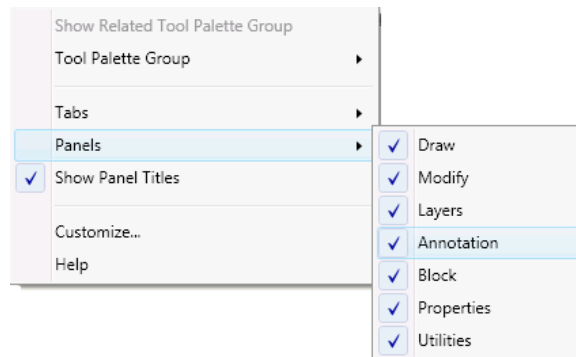 Show Related Tool Palette Group
Tool Palette Group
Tabs
Panels
Show Panel Titles
Customize...
Help
Draw
Modify
Layers
Annotation
Block
Properties
Utilities